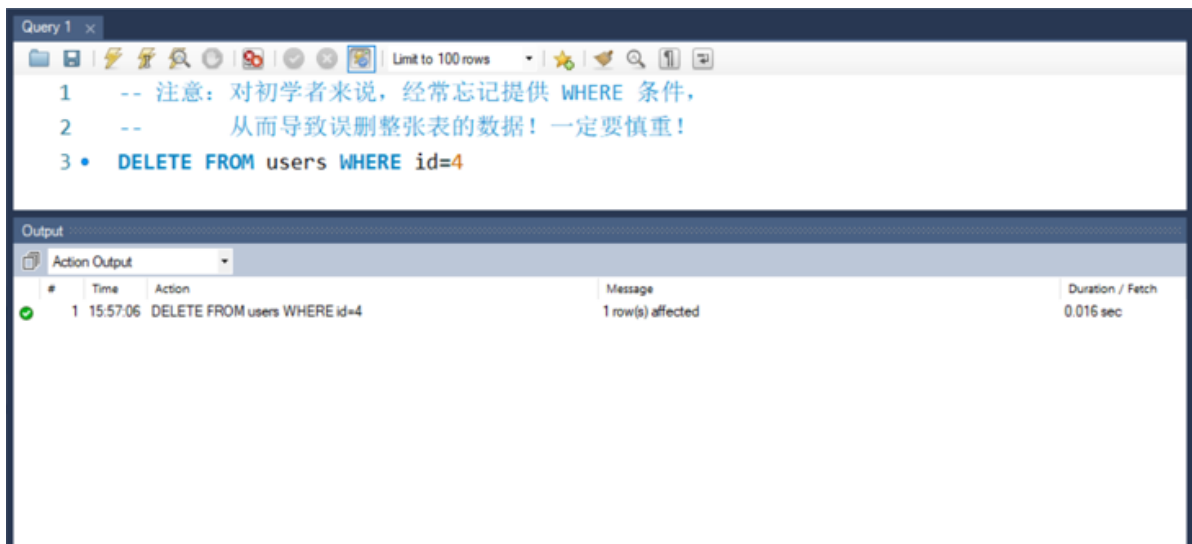 Query 1
Limit to 100 rows
1 -- 注意：对初学者来说，经常忘记提供 WHERE 条件，
2 -- 从而导致误删整张表的数据！一定要慎重！
3 DELETE FROM users WHERE id=4
Output
Action Output
# Time Action Message Duration / Fetch
1 15:57:06 DELETE FROM users WHERE id=4 1 row(s) affected 0.016 sec